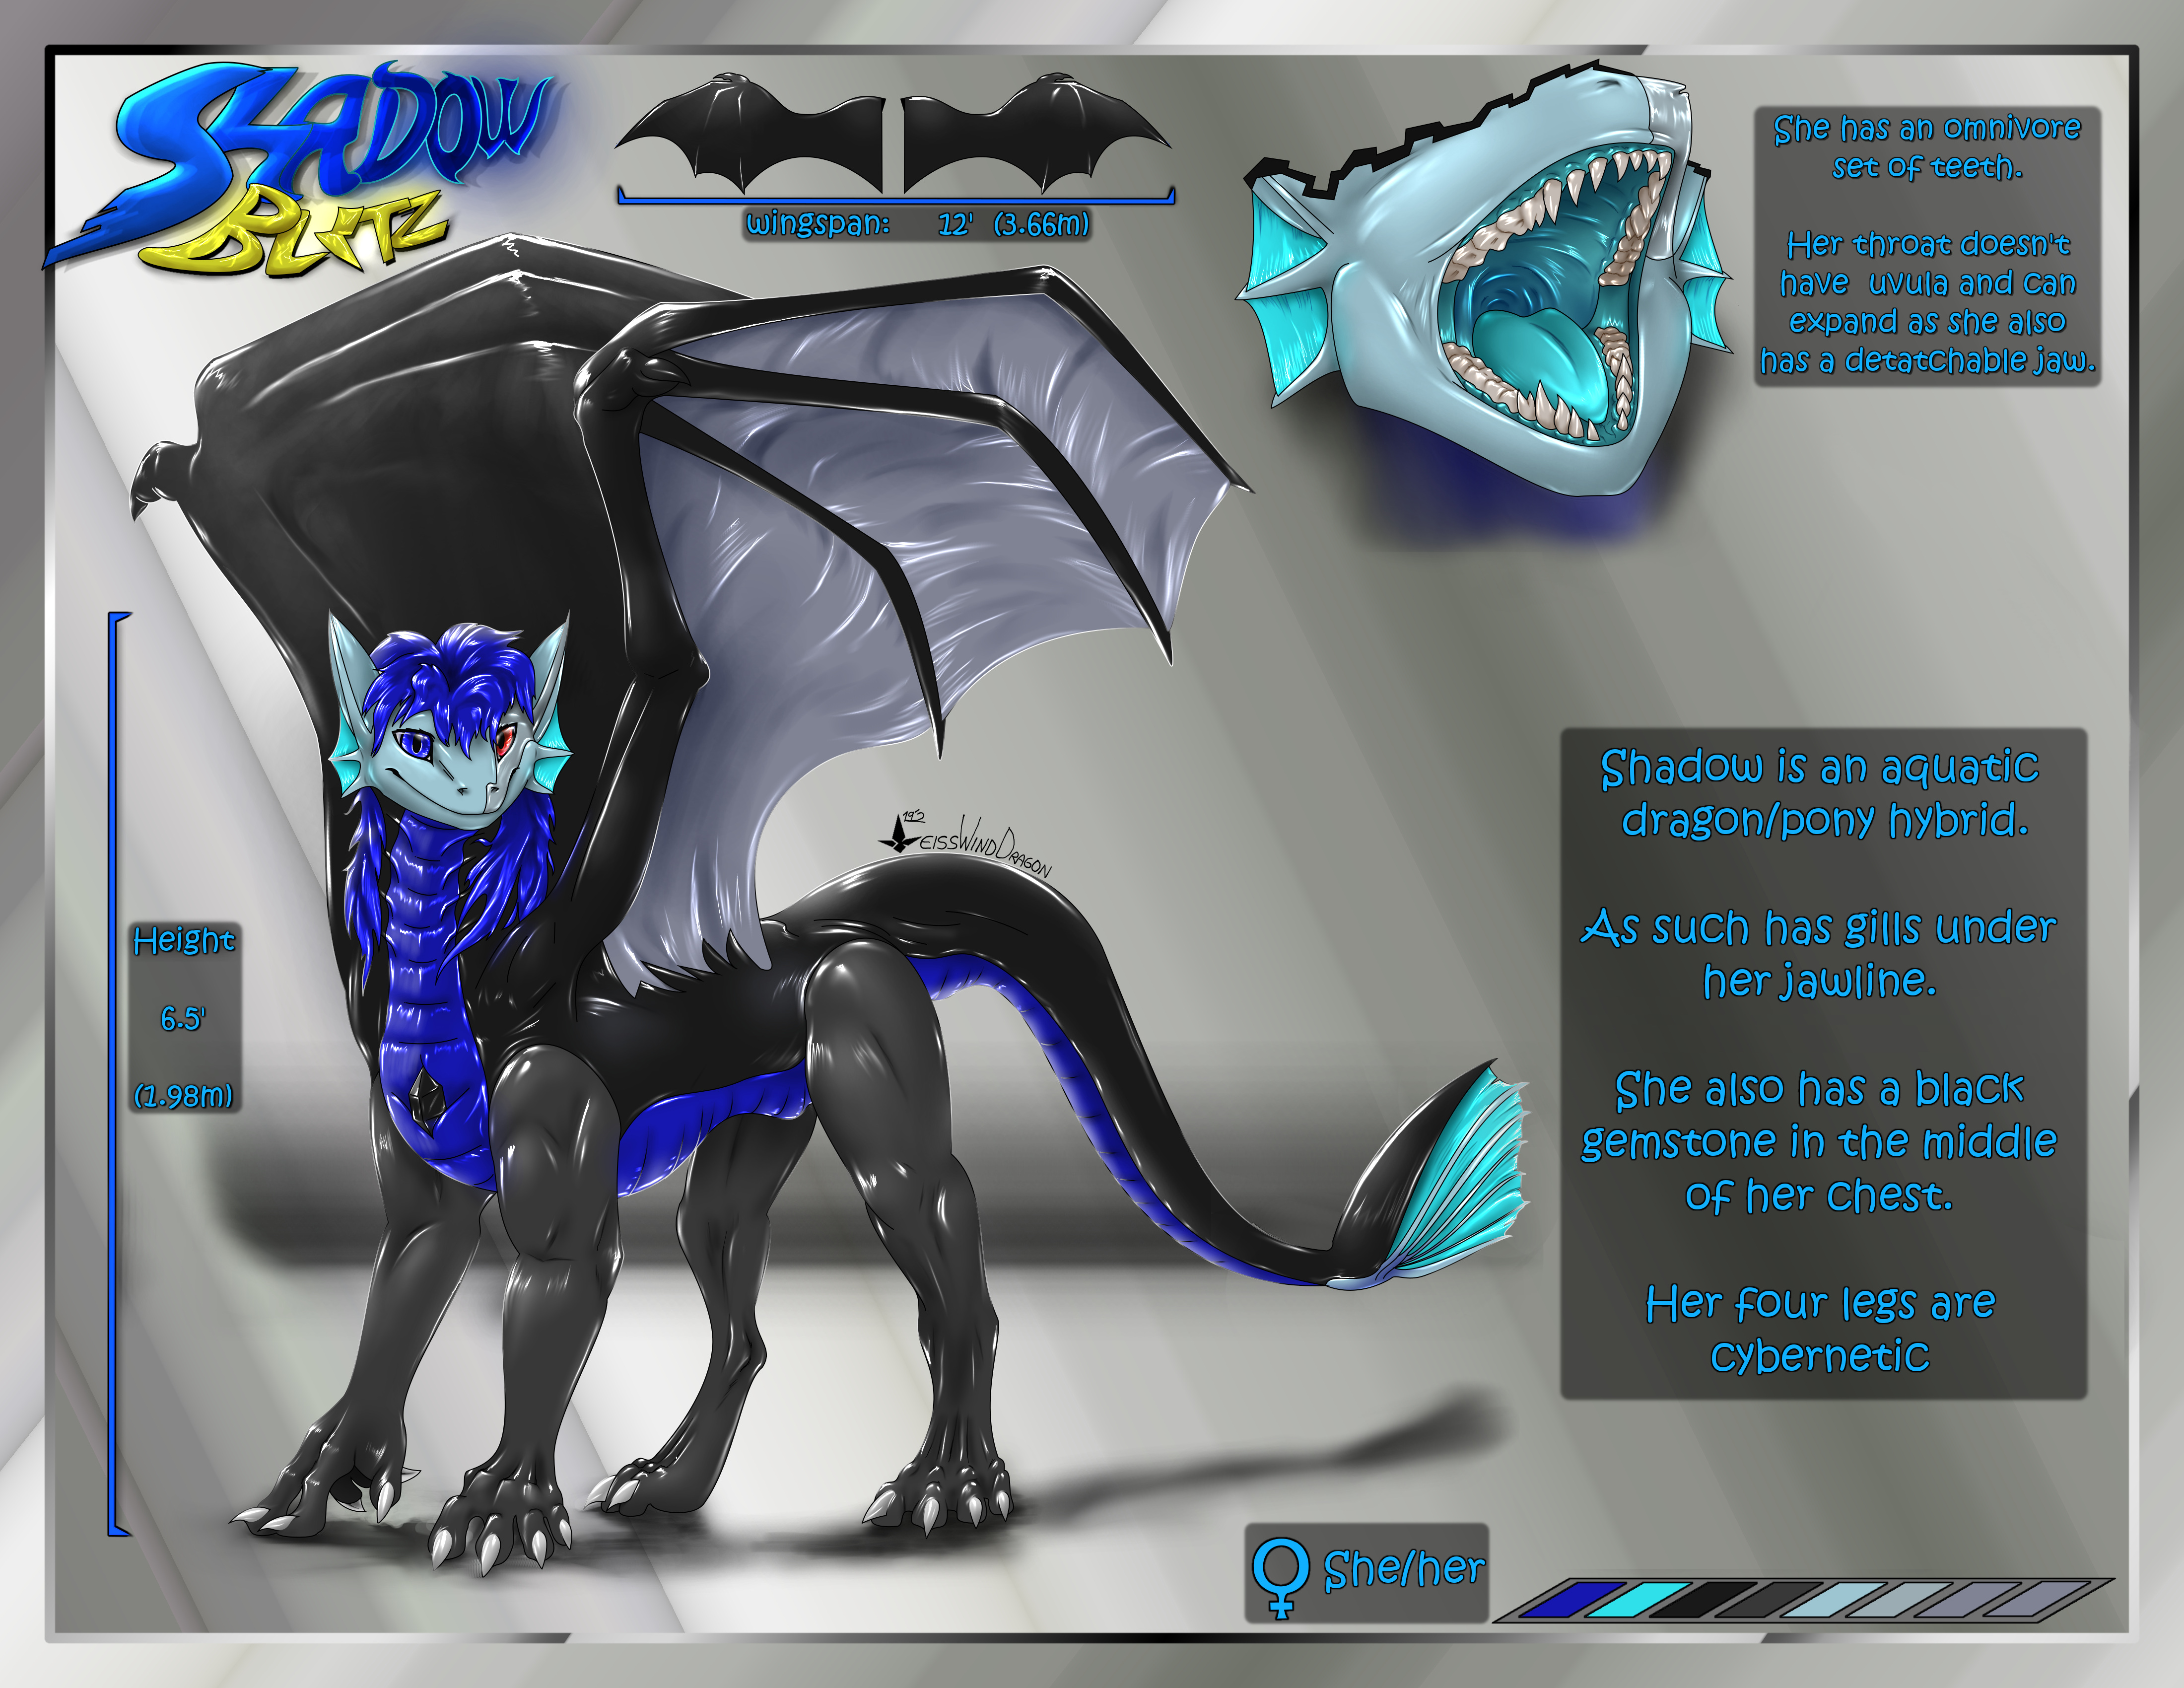 SHADOW
BLITZ
wingspan: 12' (3.66m)
She has an omnivore
set of teeth.
Her throat doesn't
have uvula and can
expand as she also
has a detatchable jaw.
Height
6.5'
(1.98m)
19'2
WeissWindDragon
Shadow is an aquatic
dragon/pony hybrid.
As such has gills under
her jawline.
She also has a black
gemstone in the middle
of her chest.
Her four legs are
cybernetic
She/her